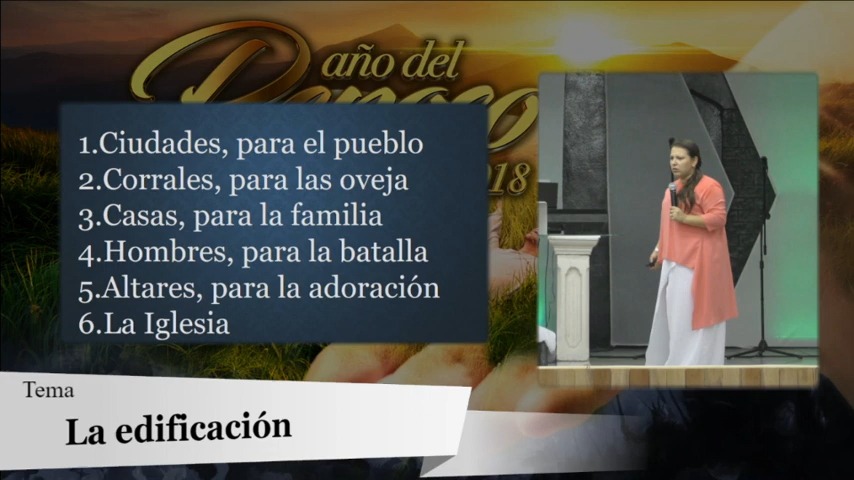 año del
18
1.Ciudades, para el pueblo
2.Corrales, para las oveja
3.Casas, para la familia
4.Hombres, para la batalla
5.Altares, para la adoración
6.La Iglesia
Tema
La edificación